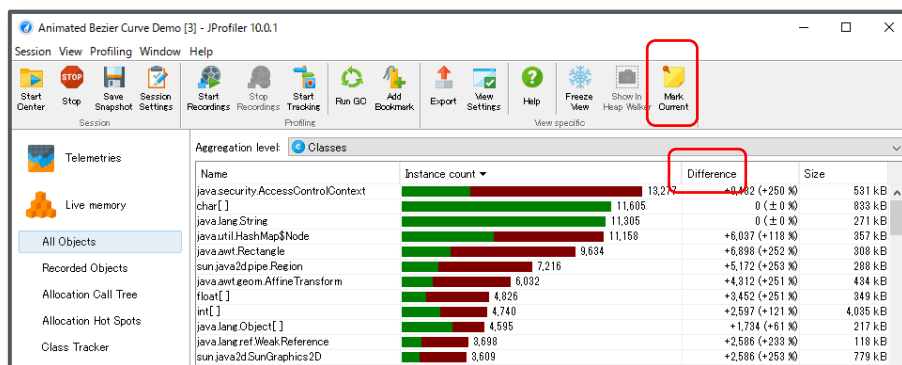 Animated Bezier Curve Demo [3] - JProfiler 10.0.1
Session View Profiling Window Help
Start Center Stop Save Snapshot Session Settings Start Recordings Stop Recordings Start Tracking Run GC Add Bookmark Export View Settings Help Freeze View Show In Heap Walker Mark Current
Session Profiling View specific
Telemetries
Live memory
All Objects
Recorded Objects
Allocation Call Tree
Allocation Hot Spots
Class Tracker
Aggregation level: Classes
Name Instance count Difference Size
java.security.AccessControlContext 13,277 (+250 %) 531 kB
char[ ] 11,605 0 (± 0 %) 833 kB
java.lang.String 11,305 0 (± 0 %) 271 kB
java.util.HashMap$Node 11,158 +6,037 (+118 %) 357 kB
java.awt.Rectangle 9,634 +6,898 (+252 %) 308 kB
sun.java2d.pipe.Region 7,216 +5,172 (+253 %) 288 kB
java.awt.geom.AffineTransform 6,032 +4,312 (+251 %) 434 kB
float[ ] 4,826 +3,452 (+251 %) 349 kB
int[ ] 4,740 +2,597 (+121 %) 4,035 kB
java.lang.Object[ ] 4,595 +1,734 (+61 %) 217 kB
java.lang.ref.WeakReference 3,698 +2,586 (+233 %) 118 kB
sun.java2d.SunGraphics2D 3,609 +2,586 (+253 %) 779 kB